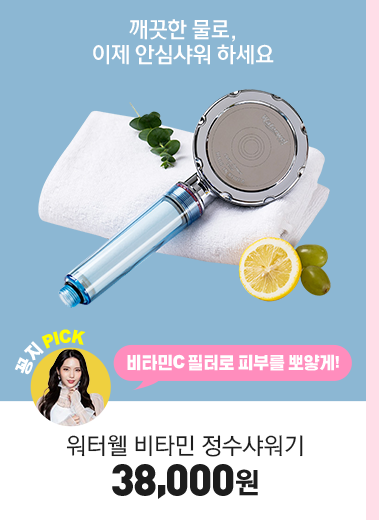 깨끗한 물로,
이제 안심샤워 하세요
꽁지 PICK
비타민C 필터로 피부를 뽀얗게!
워터웰 비타민 정수샤워기
38,000원